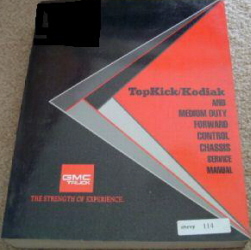 TopKick/Kodiak
AND
MEDIUM DUTY
FORWARD
CONTROL
CHASSIS
SERVICE
MANUAL
GMC
TRUCK
THE STRENGTH OF EXPERIENCE